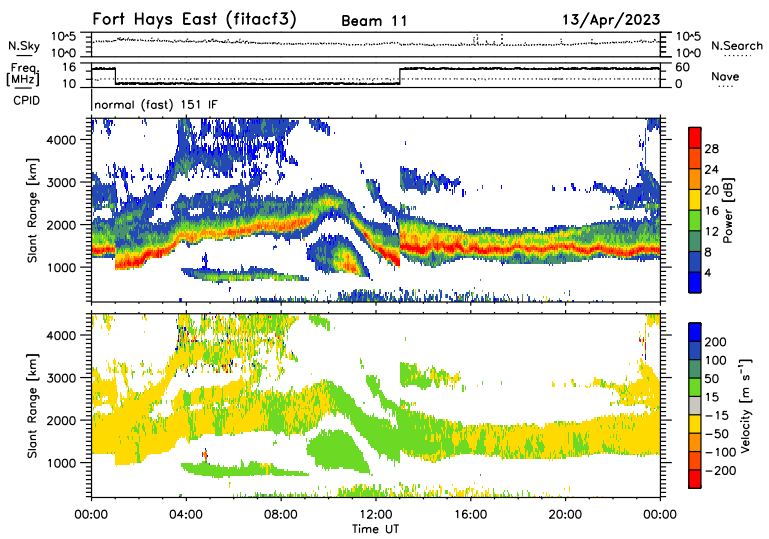 Fort Hays East (fitacf3) Beam 11 13/Apr/2023
N.Sky 10^5 10^0 10^5 10^0 N.Search
Freq. [MHz] 16 10 60 0 Nave
CPID normal (fast) 151 IF
Slant Range [km] 4000 3000 2000 1000
Power [dB] 28 24 20 16 12 8 4
Slant Range [km] 4000 3000 2000 1000
Velocity [m s⁻¹] 200 100 50 15 −15 −50 −100 −200
00:00 04:00 08:00 12:00 16:00 20:00 00:00
Time UT